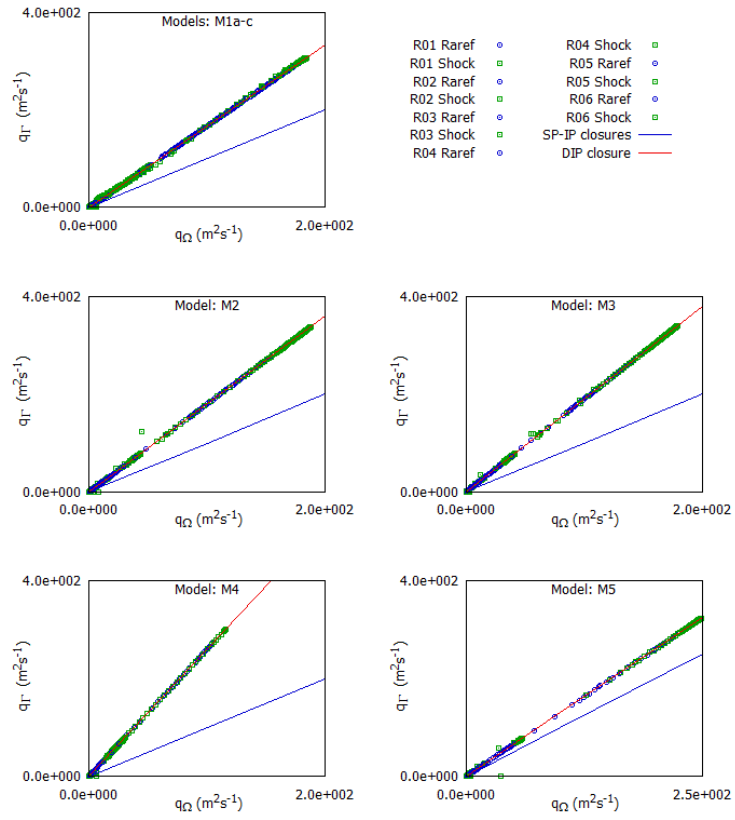 Models: M1a-c
4.0e+002
qΓ (m²s⁻¹)
0.0e+000
0.0e+000
2.0e+002
qΩ (m²s⁻¹)
R01 Raref
R01 Shock
R02 Raref
R02 Shock
R03 Raref
R03 Shock
R04 Raref
R04 Shock
R05 Raref
R05 Shock
R06 Raref
R06 Shock
SP-IP closures
DIP closure
Model: M2
4.0e+002
qΓ (m²s⁻¹)
0.0e+000
0.0e+000
2.0e+002
qΩ (m²s⁻¹)
Model: M3
4.0e+002
qΓ (m²s⁻¹)
0.0e+000
0.0e+000
2.0e+002
qΩ (m²s⁻¹)
Model: M4
4.0e+002
qΓ (m²s⁻¹)
0.0e+000
0.0e+000
2.0e+002
qΩ (m²s⁻¹)
Model: M5
4.0e+002
qΓ (m²s⁻¹)
0.0e+000
0.0e+000
2.5e+002
qΩ (m²s⁻¹)